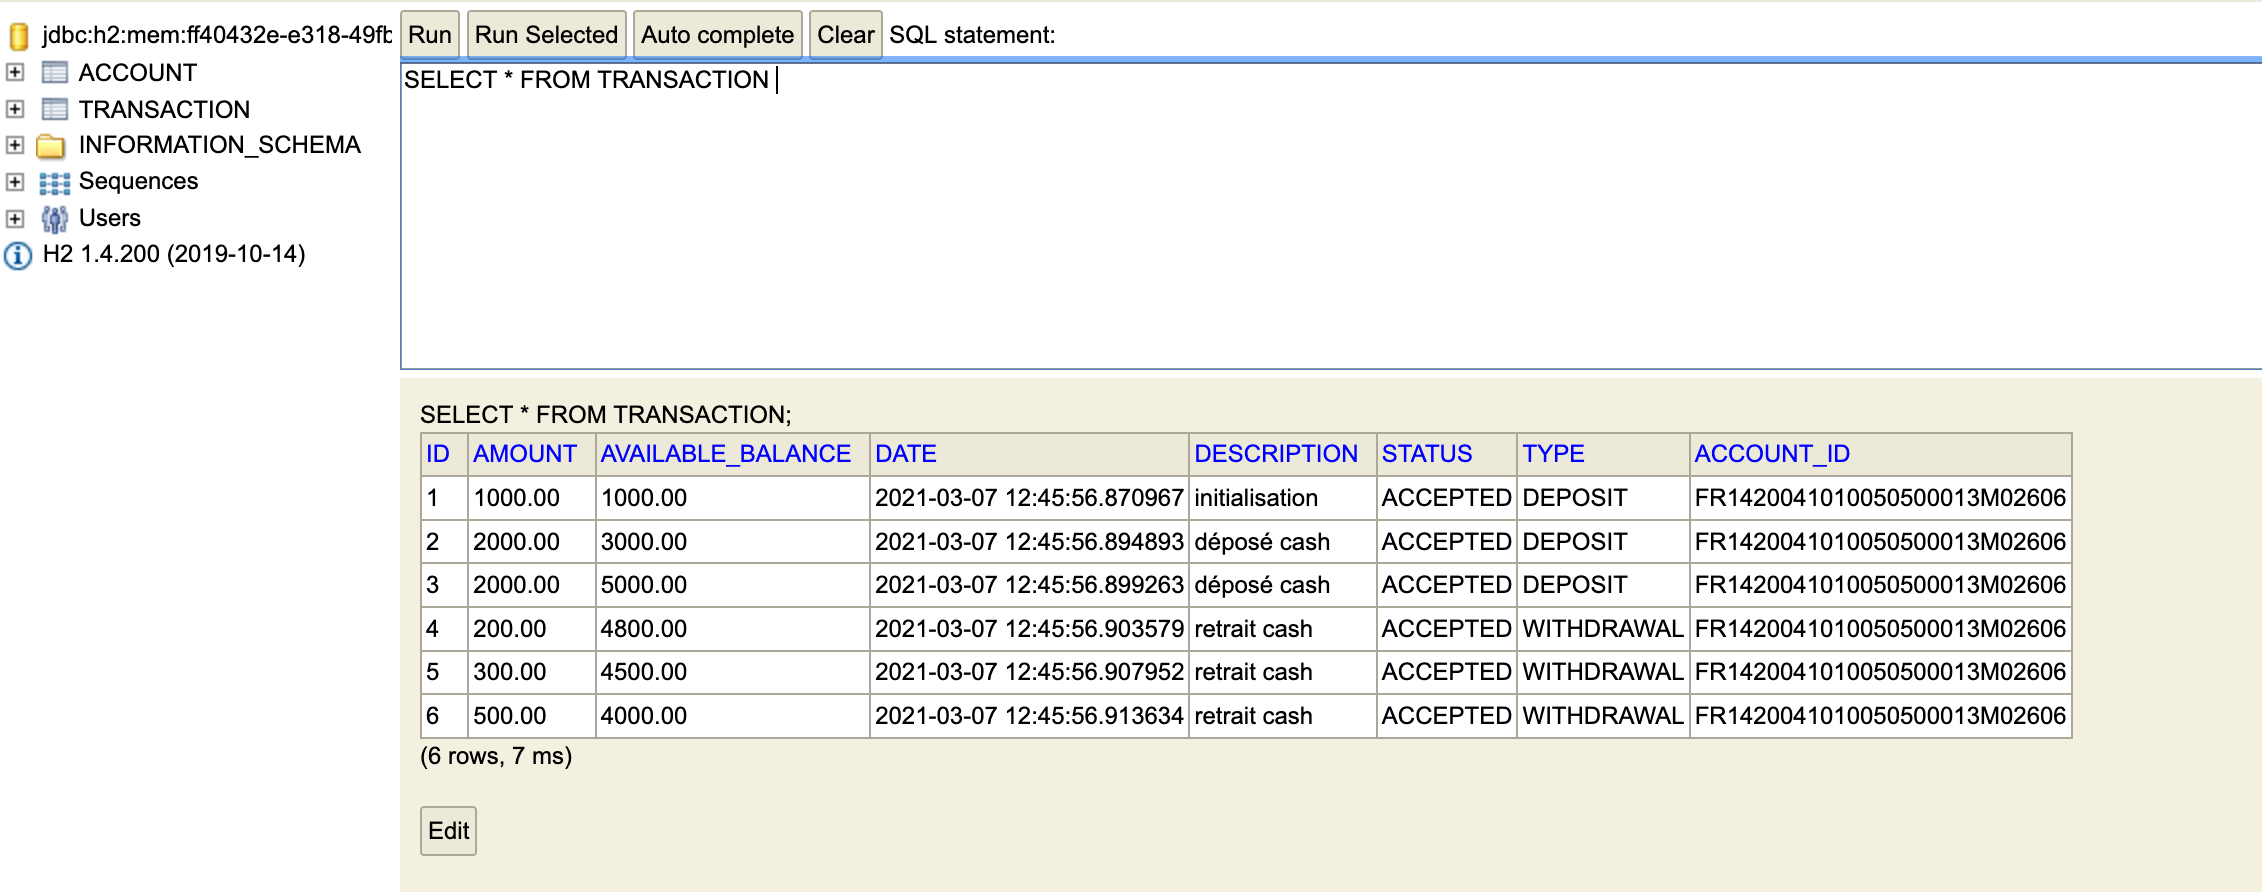 jdbc:h2:mem:ff40432e-e318-49fb
ACCOUNT
TRANSACTION
INFORMATION_SCHEMA
Sequences
Users
H2 1.4.200 (2019-10-14)
Run Run Selected Auto complete Clear SQL statement:
SELECT * FROM TRANSACTION
SELECT * FROM TRANSACTION;
ID AMOUNT AVAILABLE_BALANCE DATE DESCRIPTION STATUS TYPE ACCOUNT_ID
1 1000.00 1000.00 2021-03-07 12:45:56.870967 initialisation ACCEPTED DEPOSIT FR1420041010050500013M02606
2 2000.00 3000.00 2021-03-07 12:45:56.894893 déposé cash ACCEPTED DEPOSIT FR1420041010050500013M02606
3 2000.00 5000.00 2021-03-07 12:45:56.899263 déposé cash ACCEPTED DEPOSIT FR1420041010050500013M02606
4 200.00 4800.00 2021-03-07 12:45:56.903579 retrait cash ACCEPTED WITHDRAWAL FR1420041010050500013M02606
5 300.00 4500.00 2021-03-07 12:45:56.907952 retrait cash ACCEPTED WITHDRAWAL FR1420041010050500013M02606
6 500.00 4000.00 2021-03-07 12:45:56.913634 retrait cash ACCEPTED WITHDRAWAL FR1420041010050500013M02606
(6 rows, 7 ms)
Edit